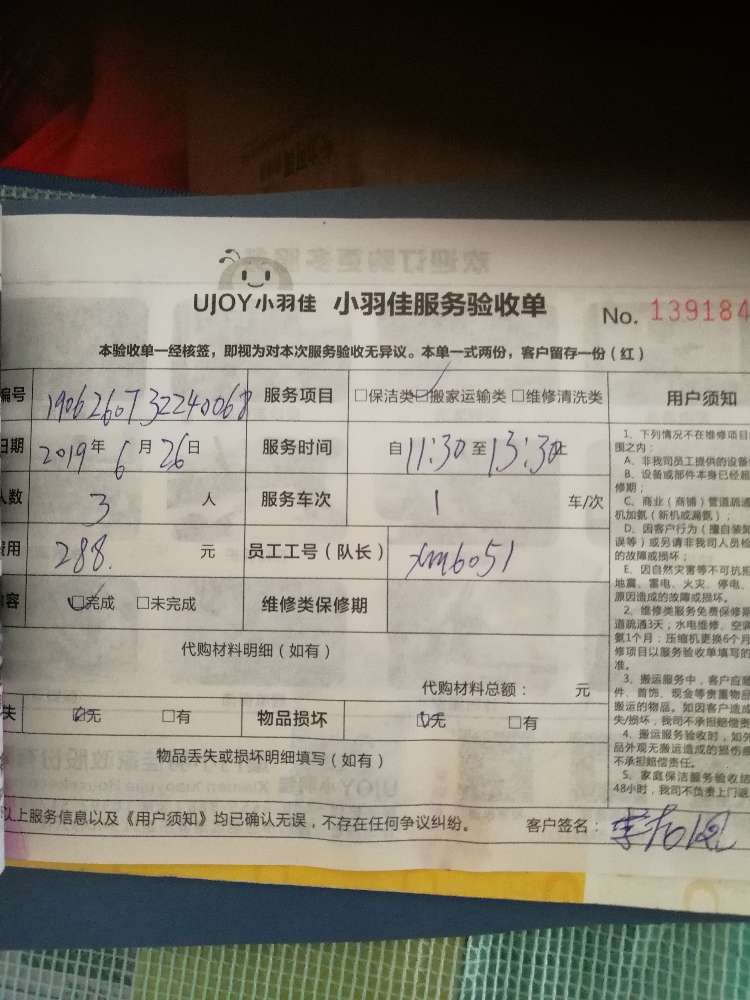 UJOY小羽佳 小羽佳服务验收单 No. 139184
本验收单一经核签，即视为对本次服务验收无异议。本单一式两份，客户留存一份（红）
编号 1906260732240068 服务项目 □保洁类 ☑搬家运输类 □维修清洗类 用户须知
日期 2019年6月26日 服务时间 自11:30至13:30止
人数 3 人 服务车次 1 车/次
费用 288. 元 员工工号（队长） xm6051
内容 ☑完成 □未完成 维修类保修期
代购材料明细（如有）
代购材料总额： 元
失 ☑无 □有 物品损坏 ☑无 □有
物品丢失或损坏明细填写（如有）
以上服务信息以及《用户须知》均已确认无误，不存在任何争议纠纷。 客户签名：
1、下列情况不在维修项目
围之内：
A、非我司员工提供的设备
B、设备或部件本身已经超
修期；
C、商业（商铺）管道疏通
机加氨（新机或漏氨）；
D、因客户行为（擅自装卸
误等）或另请非我司人员检
的故障或损坏；
E、因自然灾害等不可抗拒
地震、雷电、火灾、停电、
原因造成的故障或损坏。
2、维修类服务免费保修期
道疏通3天；水电维修、空调
氨1个月；压缩机更换6个月
修项目以服务验收单填写的
准。
3、搬运服务中，客户应随
件、首饰、现金等贵重物品
搬运的物品。如因客户造成
失/损坏，我司不承担赔偿责
4、搬运服务验收时，如外
品外观无搬运造成的损伤痕
不承担赔偿责任。
5、家庭保洁服务验收结
48小时，我司不负责上门返